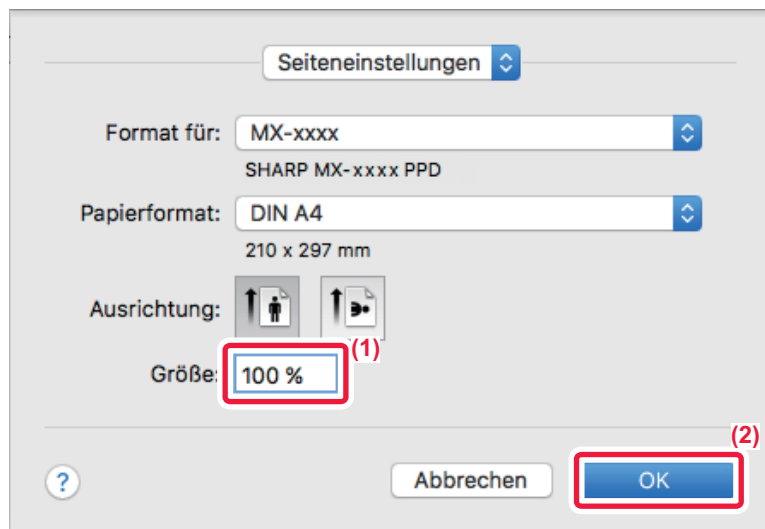 Seiteneinstellungen
Format für: MX-xxxx
SHARP MX-xxxx PPD
Papierformat: DIN A4
210 x 297 mm
Ausrichtung:
(1)
Größe: 100 %
(2)
? Abbrechen OK